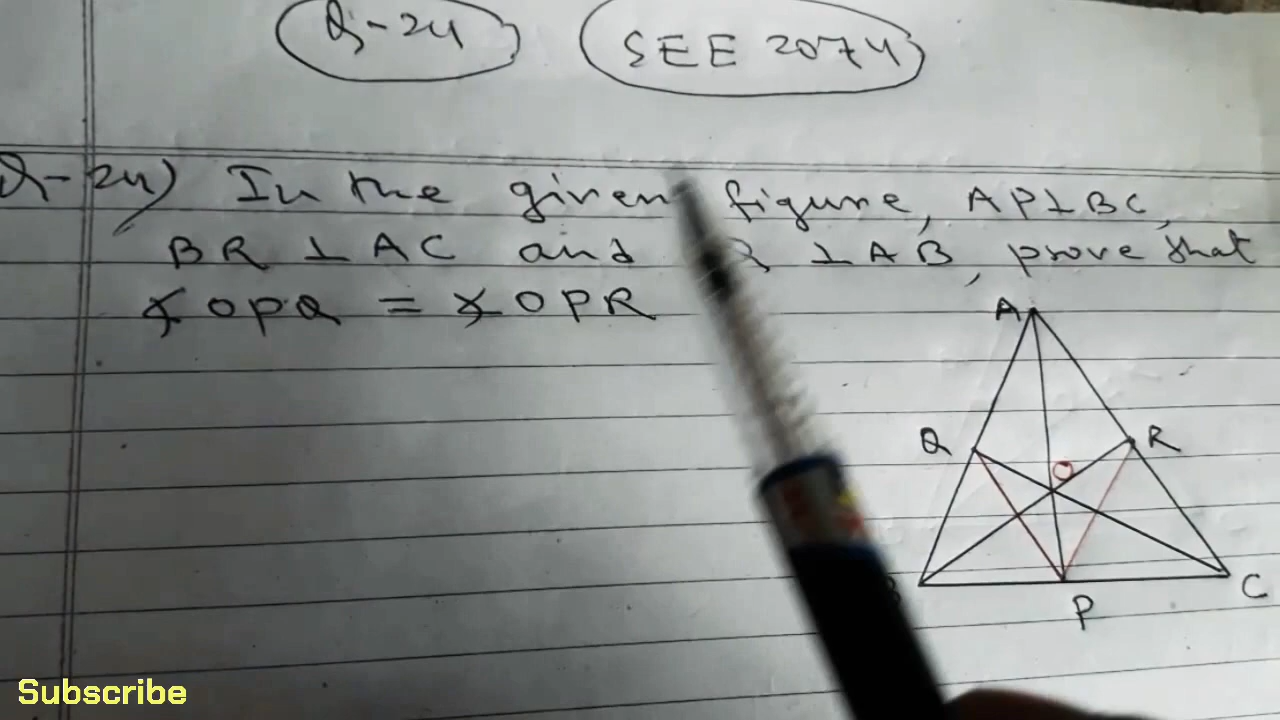 Q-24
SEE 2074
Q-24) In the given figure, AP⊥BC,
BR ⊥ AC and ⊥ AB, prove that
∡OPQ = ∡OPR
A
Q
R
O
B
C
P
Subscribe